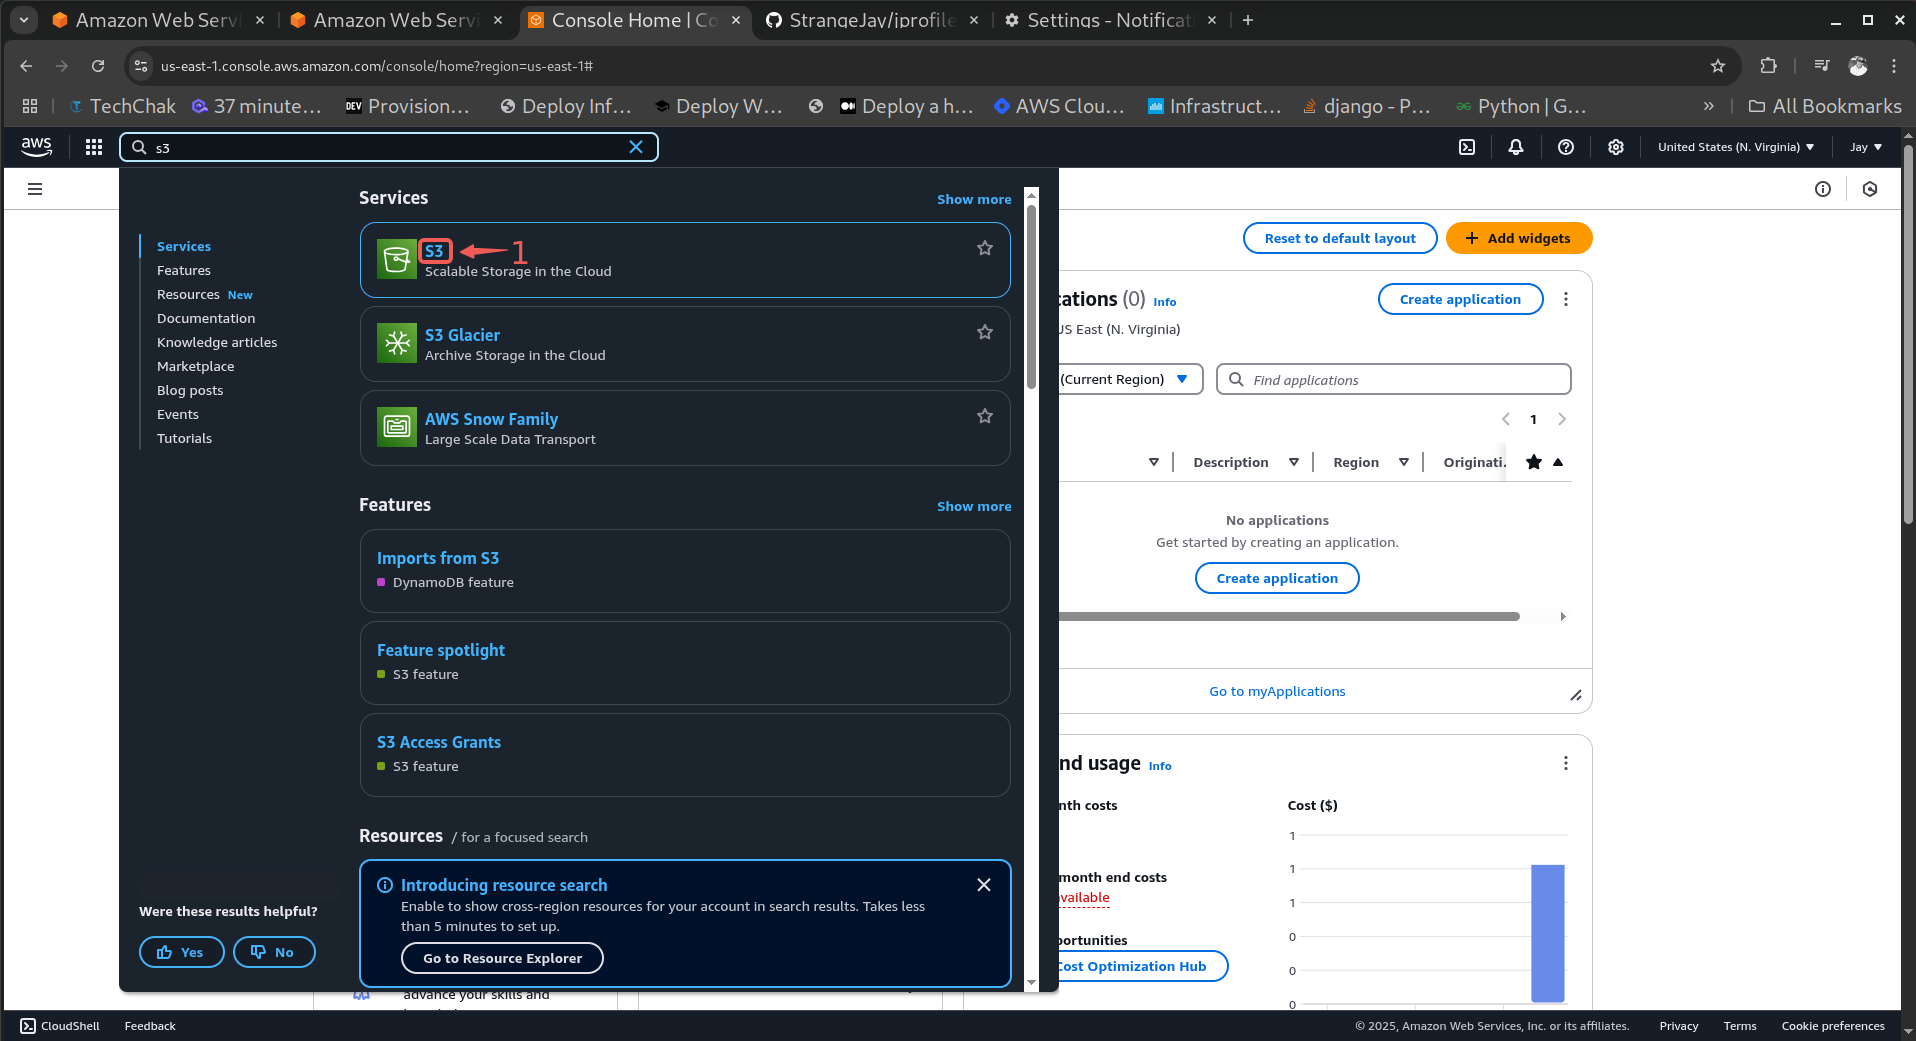 Amazon Web Servi
Amazon Web Servi
Console Home | Co
StrangeJay/jprofile
Settings - Notificati
us-east-1.console.aws.amazon.com/console/home?region=us-east-1#
TechChak
37 minute...
DEV Provision...
Deploy Inf...
Deploy W...
Deploy a h...
AWS Clou...
Infrastruct...
django - P...
Python | G...
» All Bookmarks
aws
s3
United States (N. Virginia)
Jay
Services
Features
Resources New
Documentation
Knowledge articles
Marketplace
Blog posts
Events
Tutorials
Were these results helpful?
Yes
No
Services
Show more
S3 1
Scalable Storage in the Cloud
S3 Glacier
Archive Storage in the Cloud
AWS Snow Family
Large Scale Data Transport
Features
Show more
Imports from S3
DynamoDB feature
Feature spotlight
S3 feature
S3 Access Grants
S3 feature
Resources / for a focused search
Introducing resource search
Enable to show cross-region resources for your account in search results. Takes less
than 5 minutes to set up.
Go to Resource Explorer
advance your skills and
Reset to default layout
+ Add widgets
cations (0) Info
US East (N. Virginia)
Create application
(Current Region)
Find applications
1
Description
Region
Originati.
No applications
Get started by creating an application.
Create application
Go to myApplications
nd usage Info
nth costs
month end costs
vailable
portunities
Cost Optimization Hub
Cost ($)
1
1
1
0
0
0
CloudShell
Feedback
© 2025, Amazon Web Services, Inc. or its affiliates.
Privacy
Terms
Cookie preferences